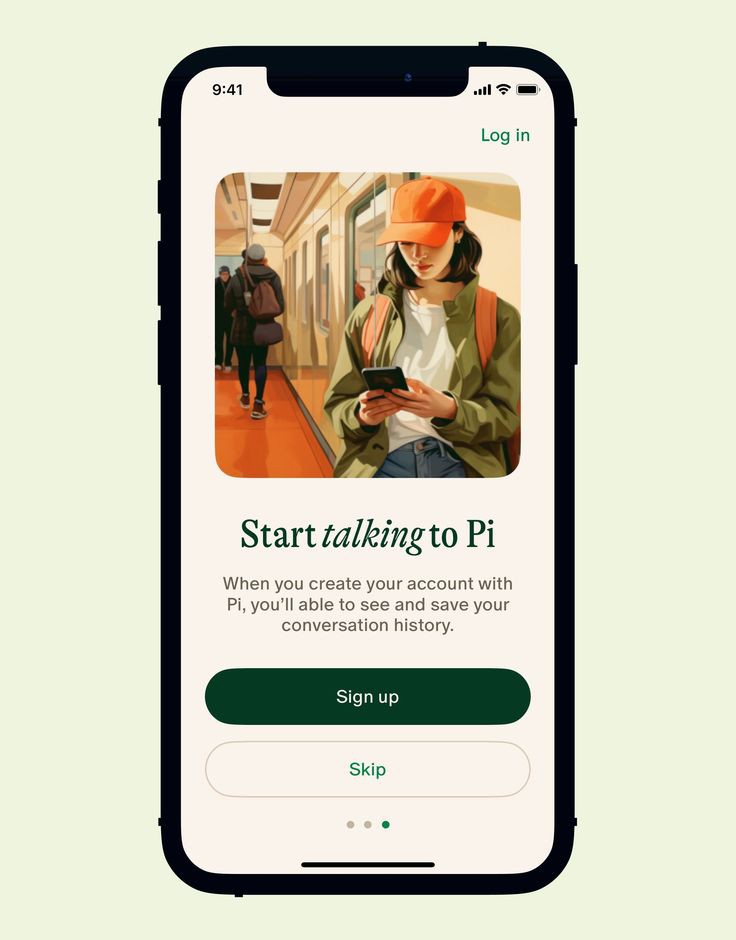 9:41
Log in
Start talking to Pi
When you create your account with
Pi, you’ll able to see and save your
conversation history.
Sign up
Skip